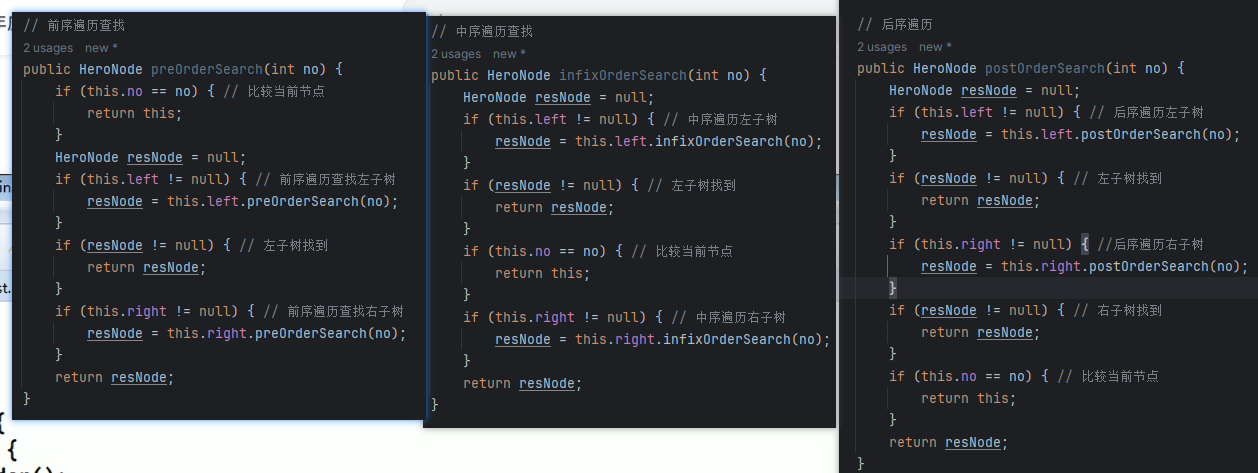 // 前序遍历查找
2 usages new *
public HeroNode preOrderSearch(int no) {
if (this.no == no) { // 比较当前节点
return this;
}
HeroNode resNode = null;
if (this.left != null) { // 前序遍历查找左子树
resNode = this.left.preOrderSearch(no);
}
if (resNode != null) { // 左子树找到
return resNode;
}
if (this.right != null) { // 前序遍历查找右子树
resNode = this.right.preOrderSearch(no);
}
return resNode;
}
// 中序遍历查找
2 usages new *
public HeroNode infixOrderSearch(int no) {
HeroNode resNode = null;
if (this.left != null) { // 中序遍历左子树
resNode = this.left.infixOrderSearch(no);
}
if (resNode != null) { // 左子树找到
return resNode;
}
if (this.no == no) { // 比较当前节点
return this;
}
if (this.right != null) { // 中序遍历右子树
resNode = this.right.infixOrderSearch(no);
}
return resNode;
}
// 后序遍历
2 usages new *
public HeroNode postOrderSearch(int no) {
HeroNode resNode = null;
if (this.left != null) { // 后序遍历左子树
resNode = this.left.postOrderSearch(no);
}
if (resNode != null) { // 左子树找到
return resNode;
}
if (this.right != null) { //后序遍历右子树
resNode = this.right.postOrderSearch(no);
}
if (resNode != null) { // 右子树找到
return resNode;
}
if (this.no == no) { // 比较当前节点
return this;
}
return resNode;
}
{
{